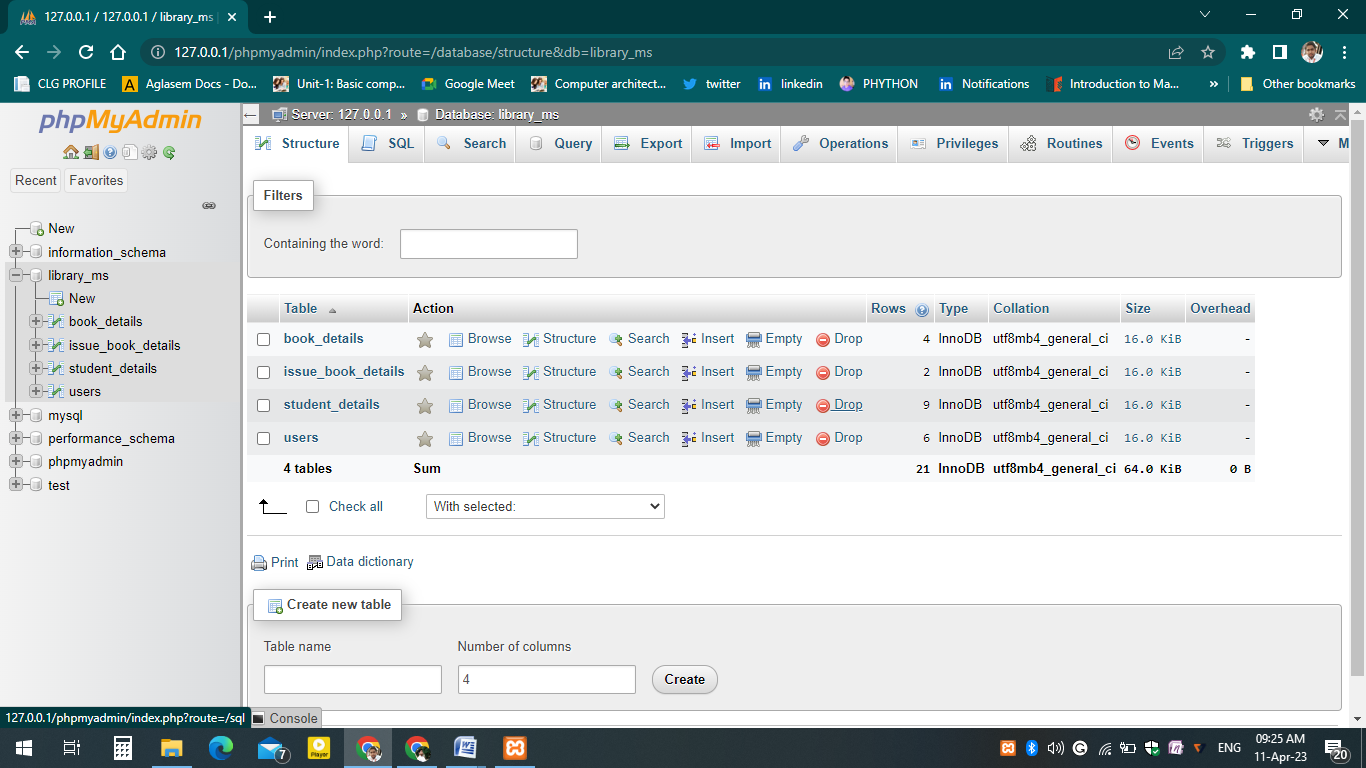 127.0.0.1 / 127.0.0.1 / library_ms
127.0.0.1/phpmyadmin/index.php?route=/database/structure&db=library_ms
CLG PROFILE
Aglasem Docs - Do...
Unit-1: Basic comp...
Google Meet
Computer architect...
twitter
linkedin
PHYTHON
Notifications
Introduction to Ma...
»
Other bookmarks
phpMyAdmin
Recent
Favorites
New
information_schema
library_ms
New
book_details
issue_book_details
student_details
users
mysql
performance_schema
phpmyadmin
test
Server: 127.0.0.1 » Database: library_ms
Structure SQL Search Query Export Import Operations Privileges Routines Events Triggers M
Filters
Containing the word:
Table Action Rows Type Collation Size Overhead
book_details Browse Structure Search Insert Empty Drop 4 InnoDB utf8mb4_general_ci 16.0 KiB -
issue_book_details Browse Structure Search Insert Empty Drop 2 InnoDB utf8mb4_general_ci 16.0 KiB -
student_details Browse Structure Search Insert Empty Drop 9 InnoDB utf8mb4_general_ci 16.0 KiB -
users Browse Structure Search Insert Empty Drop 6 InnoDB utf8mb4_general_ci 16.0 KiB -
4 tables Sum 21 InnoDB utf8mb4_general_ci 64.0 KiB 0 B
Check all
With selected:
Print
Data dictionary
Create new table
Table name
Number of columns
4
Create
127.0.0.1/phpmyadmin/index.php?route=/sql
Console
7
Player
ENG
09:25 AM
11-Apr-23
20